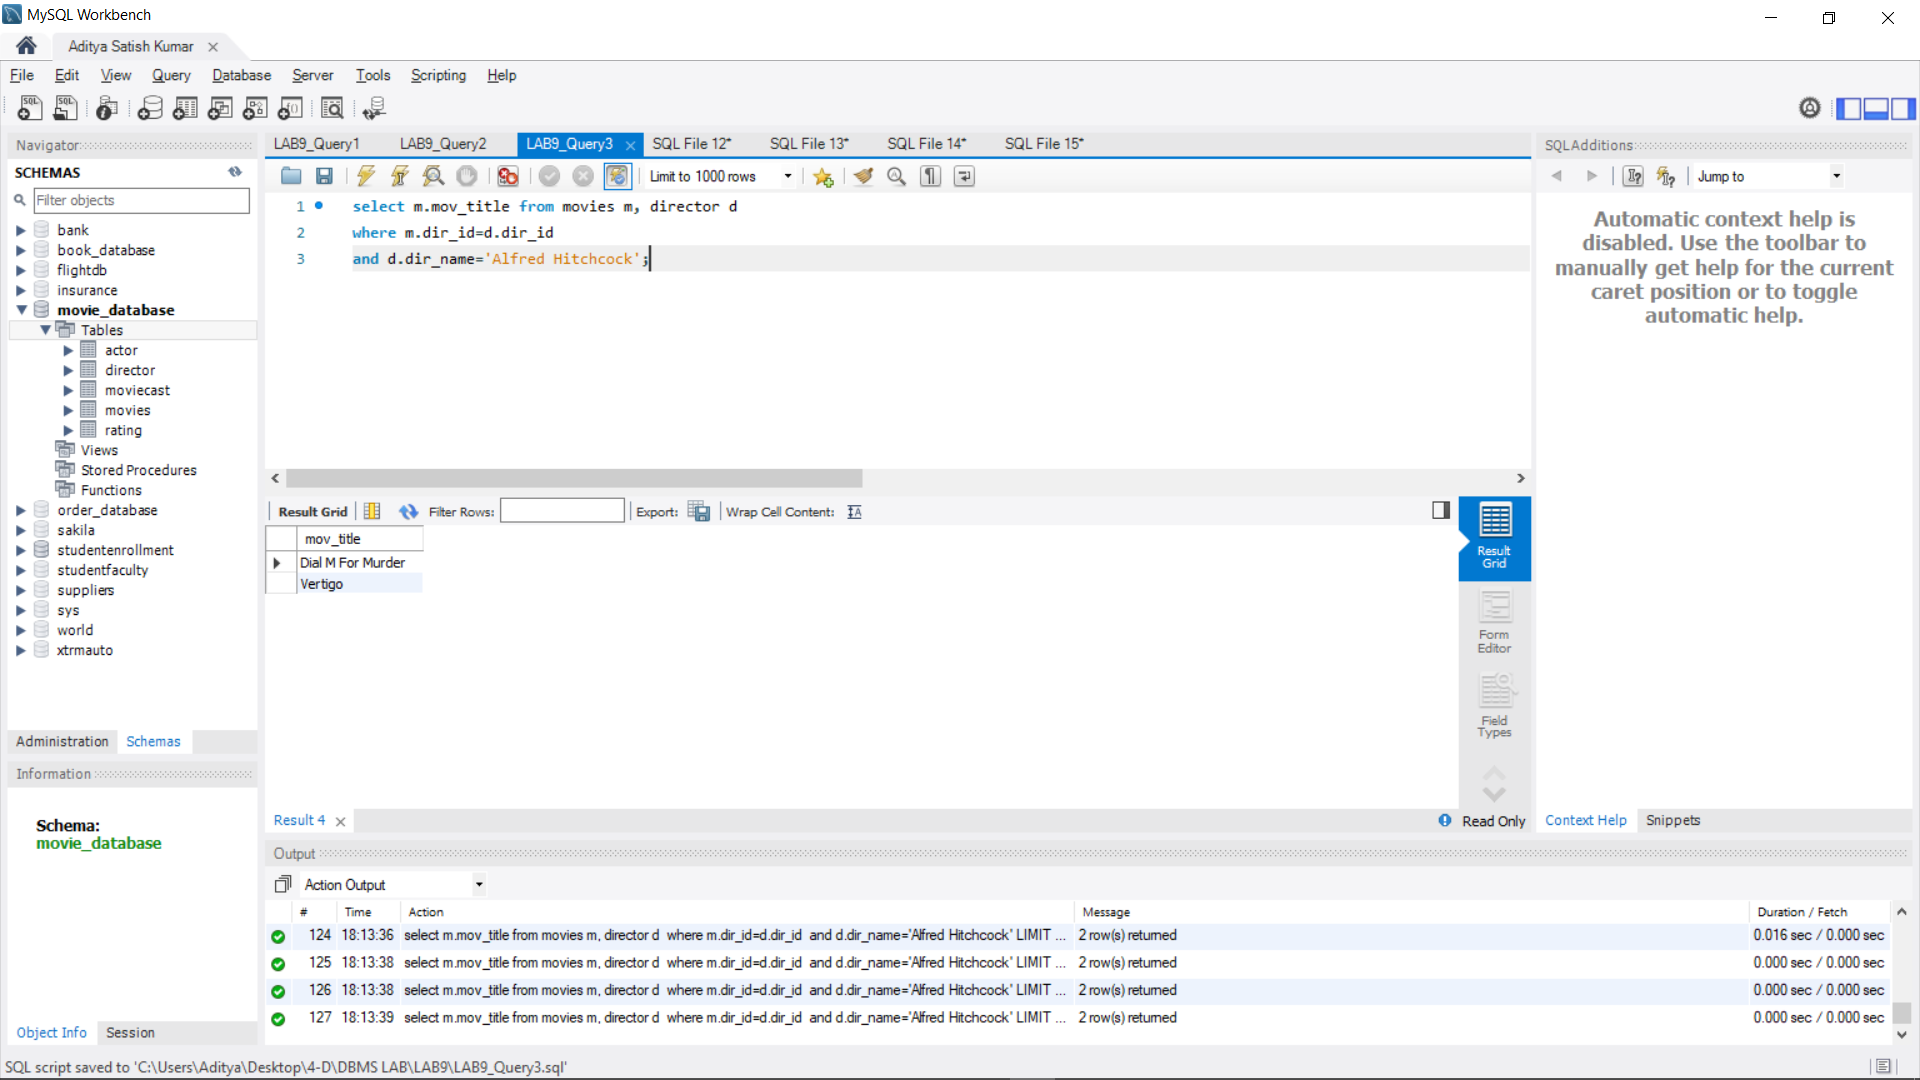 MySQL Workbench
Aditya Satish Kumar
File Edit View Query Database Server Tools Scripting Help
Navigator
SCHEMAS
Filter objects
bank
book_database
flightdb
insurance
movie_database
Tables
actor
director
moviecast
movies
rating
Views
Stored Procedures
Functions
order_database
sakila
studentenrollment
studentfaculty
suppliers
sys
world
xtrmauto
Administration Schemas
Information
Schema:
movie_database
Object Info Session
LAB9_Query1 LAB9_Query2 LAB9_Query3 SQL File 12* SQL File 13* SQL File 14* SQL File 15*
Limit to 1000 rows
1 select m.mov_title from movies m, director d
2 where m.dir_id=d.dir_id
3 and d.dir_name='Alfred Hitchcock';
Result Grid Filter Rows: Export: Wrap Cell Content:
mov_title
Dial M For Murder
Vertigo
Result
Grid
Form
Editor
Field
Types
Result 4 Read Only
SQLAdditions
Jump to
Automatic context help is
disabled. Use the toolbar to
manually get help for the current
caret position or to toggle
automatic help.
Context Help Snippets
Output
Action Output
# Time Action Message Duration / Fetch
124 18:13:36 select m.mov_title from movies m, director d where m.dir_id=d.dir_id and d.dir_name='Alfred Hitchcock' LIMIT ... 2 row(s) returned 0.016 sec / 0.000 sec
125 18:13:38 select m.mov_title from movies m, director d where m.dir_id=d.dir_id and d.dir_name='Alfred Hitchcock' LIMIT ... 2 row(s) returned 0.000 sec / 0.000 sec
126 18:13:38 select m.mov_title from movies m, director d where m.dir_id=d.dir_id and d.dir_name='Alfred Hitchcock' LIMIT ... 2 row(s) returned 0.000 sec / 0.000 sec
127 18:13:39 select m.mov_title from movies m, director d where m.dir_id=d.dir_id and d.dir_name='Alfred Hitchcock' LIMIT ... 2 row(s) returned 0.000 sec / 0.000 sec
SQL script saved to 'C:\Users\Aditya\Desktop\4-D\DBMS LAB\LAB9\LAB9_Query3.sql'